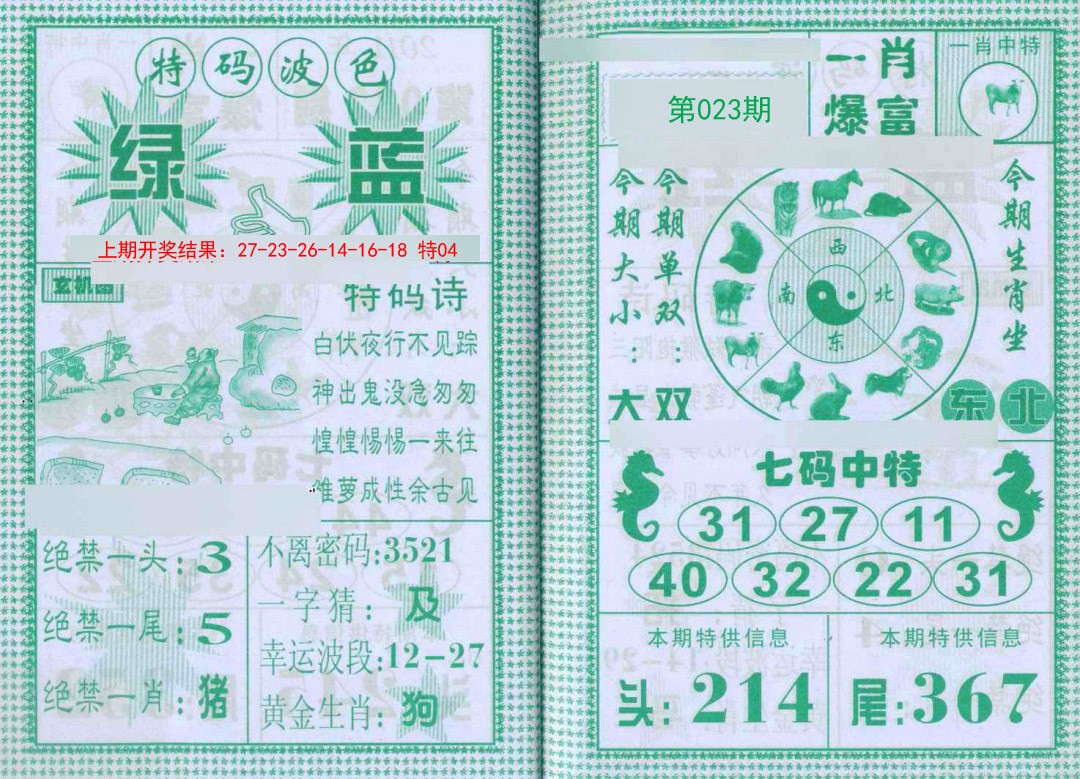 特码波色
绿 蓝
上期开奖结果：27-23-26-14-16-18 特04
玄机图
特码诗
白伏夜行不见踪
神出鬼没急匆匆
惶惶惕惕一来往
惟萝成性余古见
绝禁一头：3
绝禁一尾：5
绝禁一肖：猪
不离密码：3521
一字猜：及
幸运波段：12-27
黄金生肖：狗
第023期
一肖
爆富
一肖中特
今期大小：大
今期单双：双
西
南 北
东
今期生肖坐
东 北
七码中特
31 27 11
40 32 22 31
本期特供信息
头：214
本期特供信息
尾：367